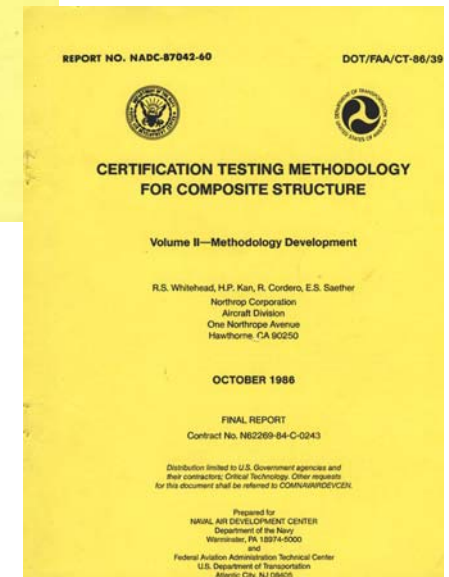 REPORT NO. NADC-87042-60
DOT/FAA/CT-86/39
CERTIFICATION TESTING METHODOLOGY
FOR COMPOSITE STRUCTURE
Volume II—Methodology Development
R.S. Whitehead, H.P. Kan, R. Cordero, E.S. Saether
Northrop Corporation
Aircraft Division
One Northrope Avenue
Hawthorne, CA 90250
OCTOBER 1986
FINAL REPORT
Contract No. N62269-84-C-0243
Distribution limited to U.S. Government agencies and
their contractors; Critical Technology. Other requests
for this document shall be referred to COMNAVAIRDEVCEN.
Prepared for
NAVAL AIR DEVELOPMENT CENTER
Department of the Navy
Warminster, PA 18974-5000
and
Federal Aviation Administration Technical Center
U.S. Department of Transportation
Atlantic City, NJ 08405